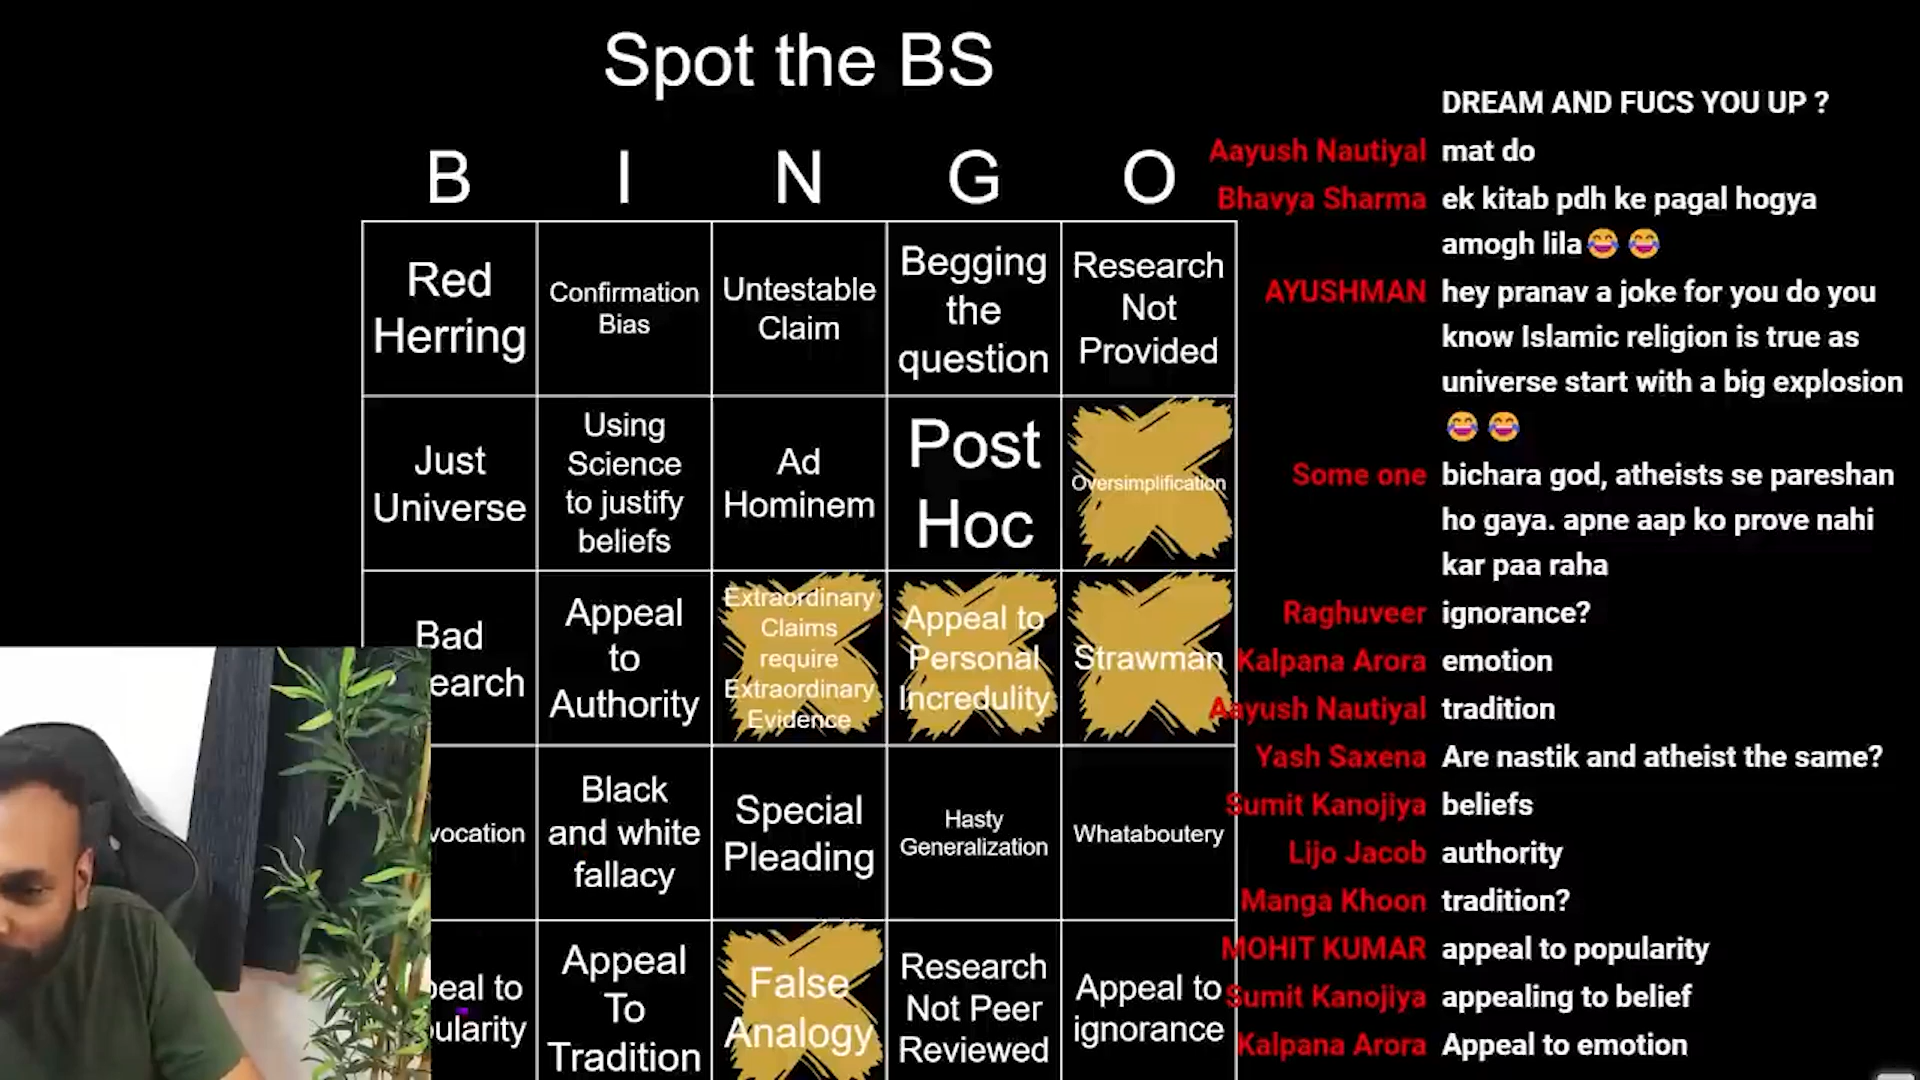 Spot the BS
B I N G O
Red
Herring
Confirmation
Bias
Untestable
Claim
Begging
the
question
Research
Not
Provided
Just
Universe
Using
Science
to justify
beliefs
Ad
Hominem
Post
Hoc
Oversimplification
Bad
earch
Appeal
to
Authority
Extraordinary
Claims
require
Extraordinary
Evidence
Appeal to
Personal
Incredulity
Strawman
vocation
Black
and white
fallacy
Special
Pleading
Hasty
Generalization
Whataboutery
peal to
ularity
Appeal
To
Tradition
False
Analogy
Research
Not Peer
Reviewed
Appeal to
ignorance
DREAM AND FUCS YOU UP ?
Aayush Nautiyal mat do
Bhavya Sharma ek kitab pdh ke pagal hogya
amogh lila😂 😂
AYUSHMAN hey pranav a joke for you do you
know Islamic religion is true as
universe start with a big explosion
😂 😂
Some one bichara god, atheists se pareshan
ho gaya. apne aap ko prove nahi
kar paa raha
Raghuveer ignorance?
Kalpana Arora emotion
Aayush Nautiyal tradition
Yash Saxena Are nastik and atheist the same?
Sumit Kanojiya beliefs
Lijo Jacob authority
Manga Khoon tradition?
MOHIT KUMAR appeal to popularity
Sumit Kanojiya appealing to belief
Kalpana Arora Appeal to emotion